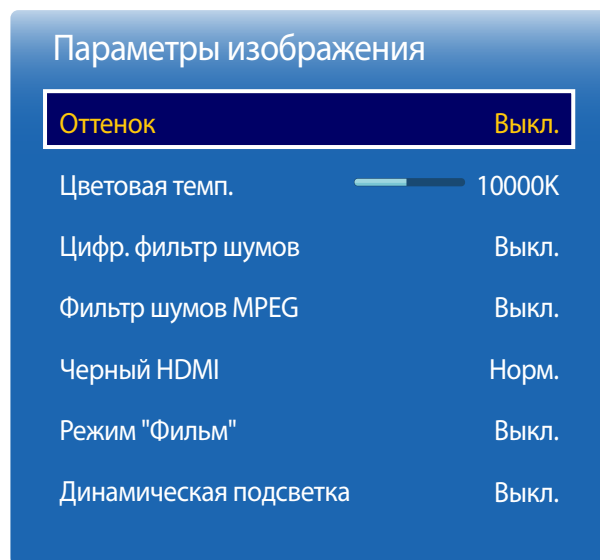 Параметры изображения
Оттенок Выкл.
Цветовая темп. 10000K
Цифр. фильтр шумов Выкл.
Фильтр шумов MPEG Выкл.
Черный HDMI Норм.
Режим "Фильм" Выкл.
Динамическая подсветка Выкл.